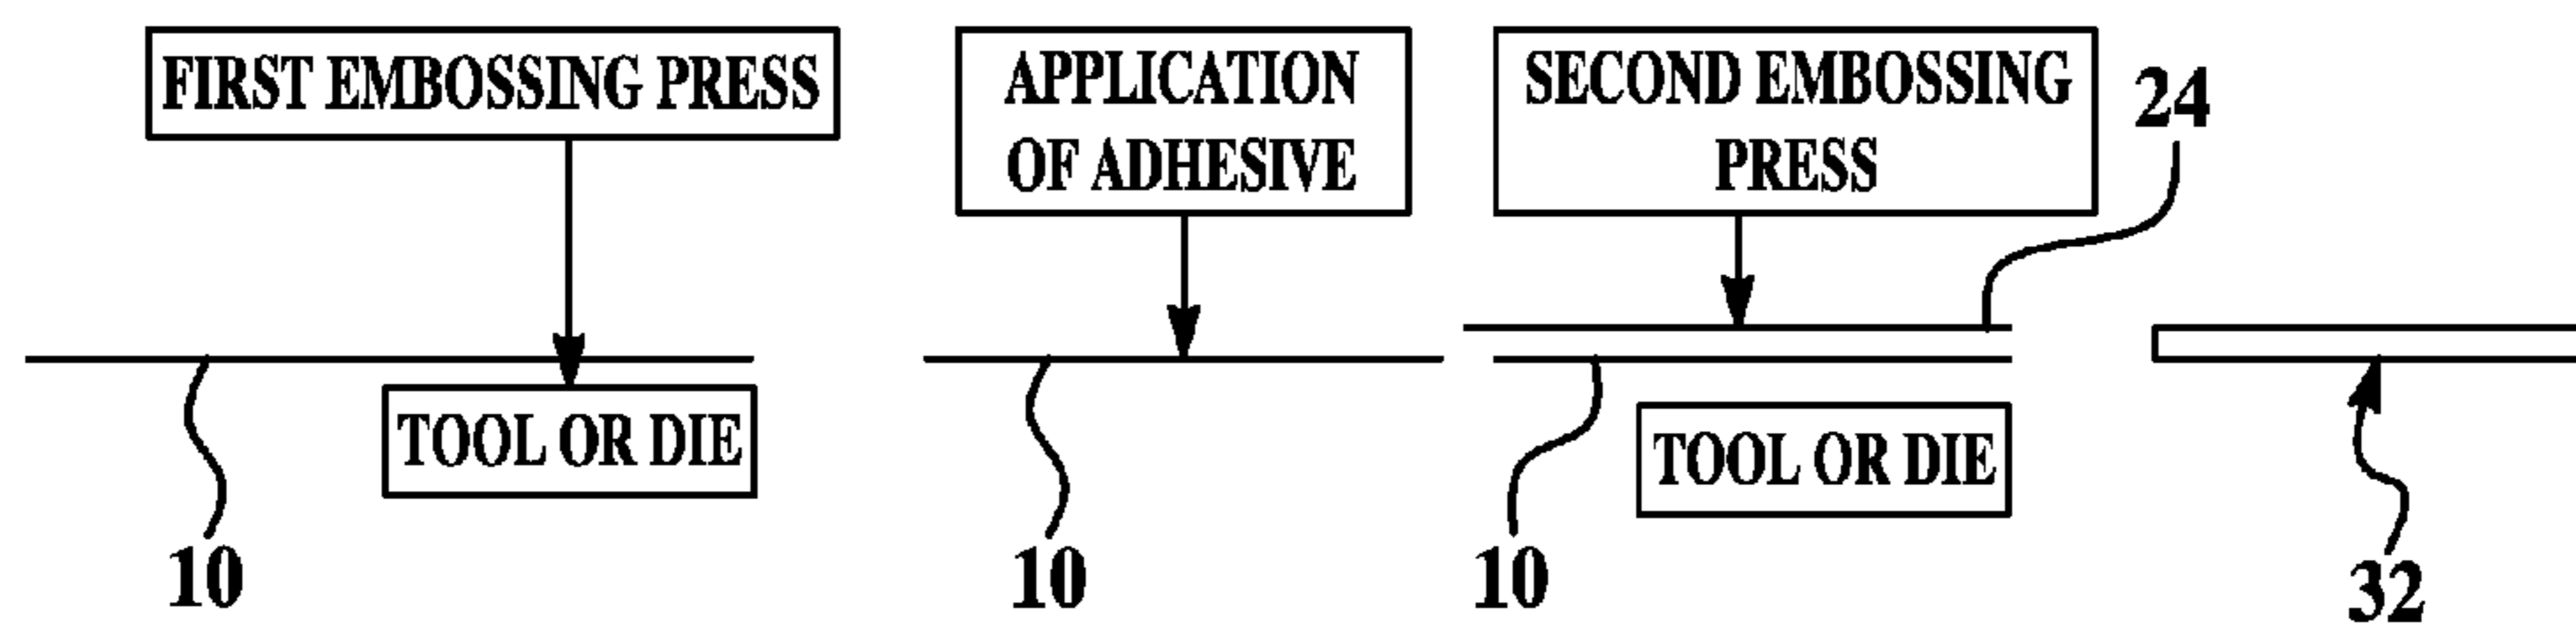 FIRST EMBOSSING PRESS
APPLICATION
OF ADHESIVE
SECOND EMBOSSING
PRESS
24
TOOL OR DIE
TOOL OR DIE
10
10
10
32